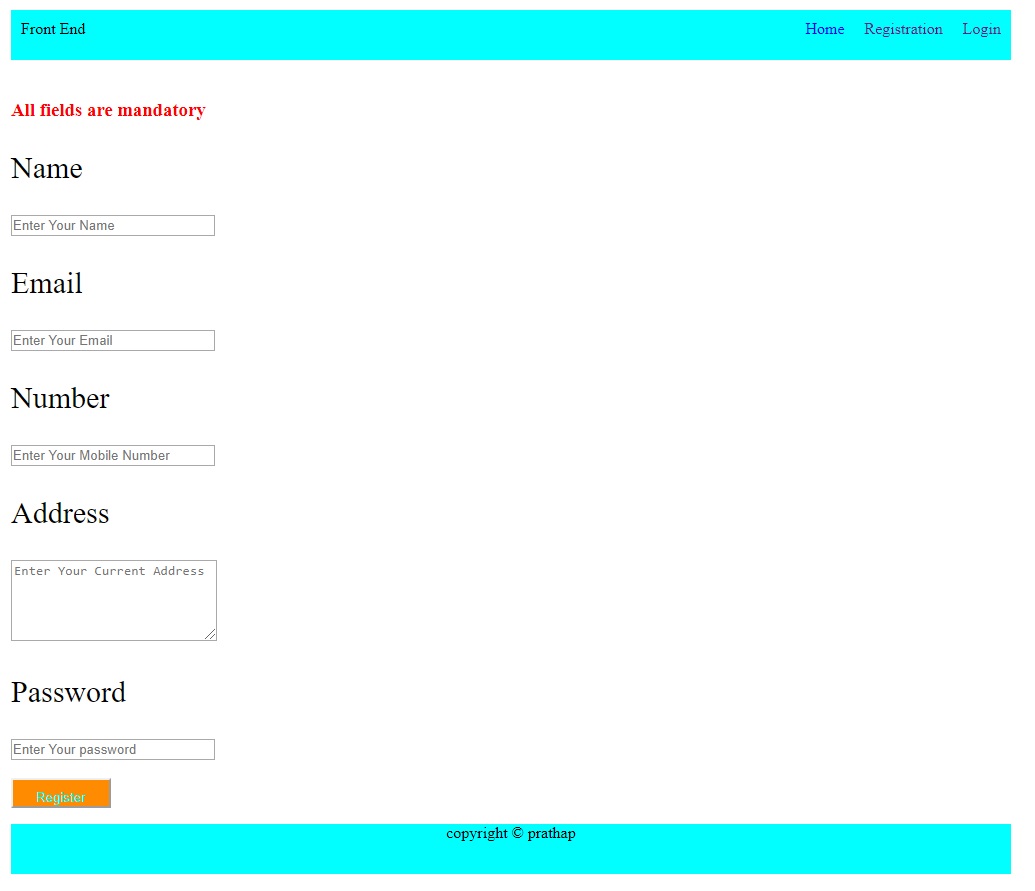 Front End Home Registration Login
All fields are mandatory
Name
Enter Your Name
Email
Enter Your Email
Number
Enter Your Mobile Number
Address
Enter Your Current Address
Password
Enter Your password
Register
copyright © prathap